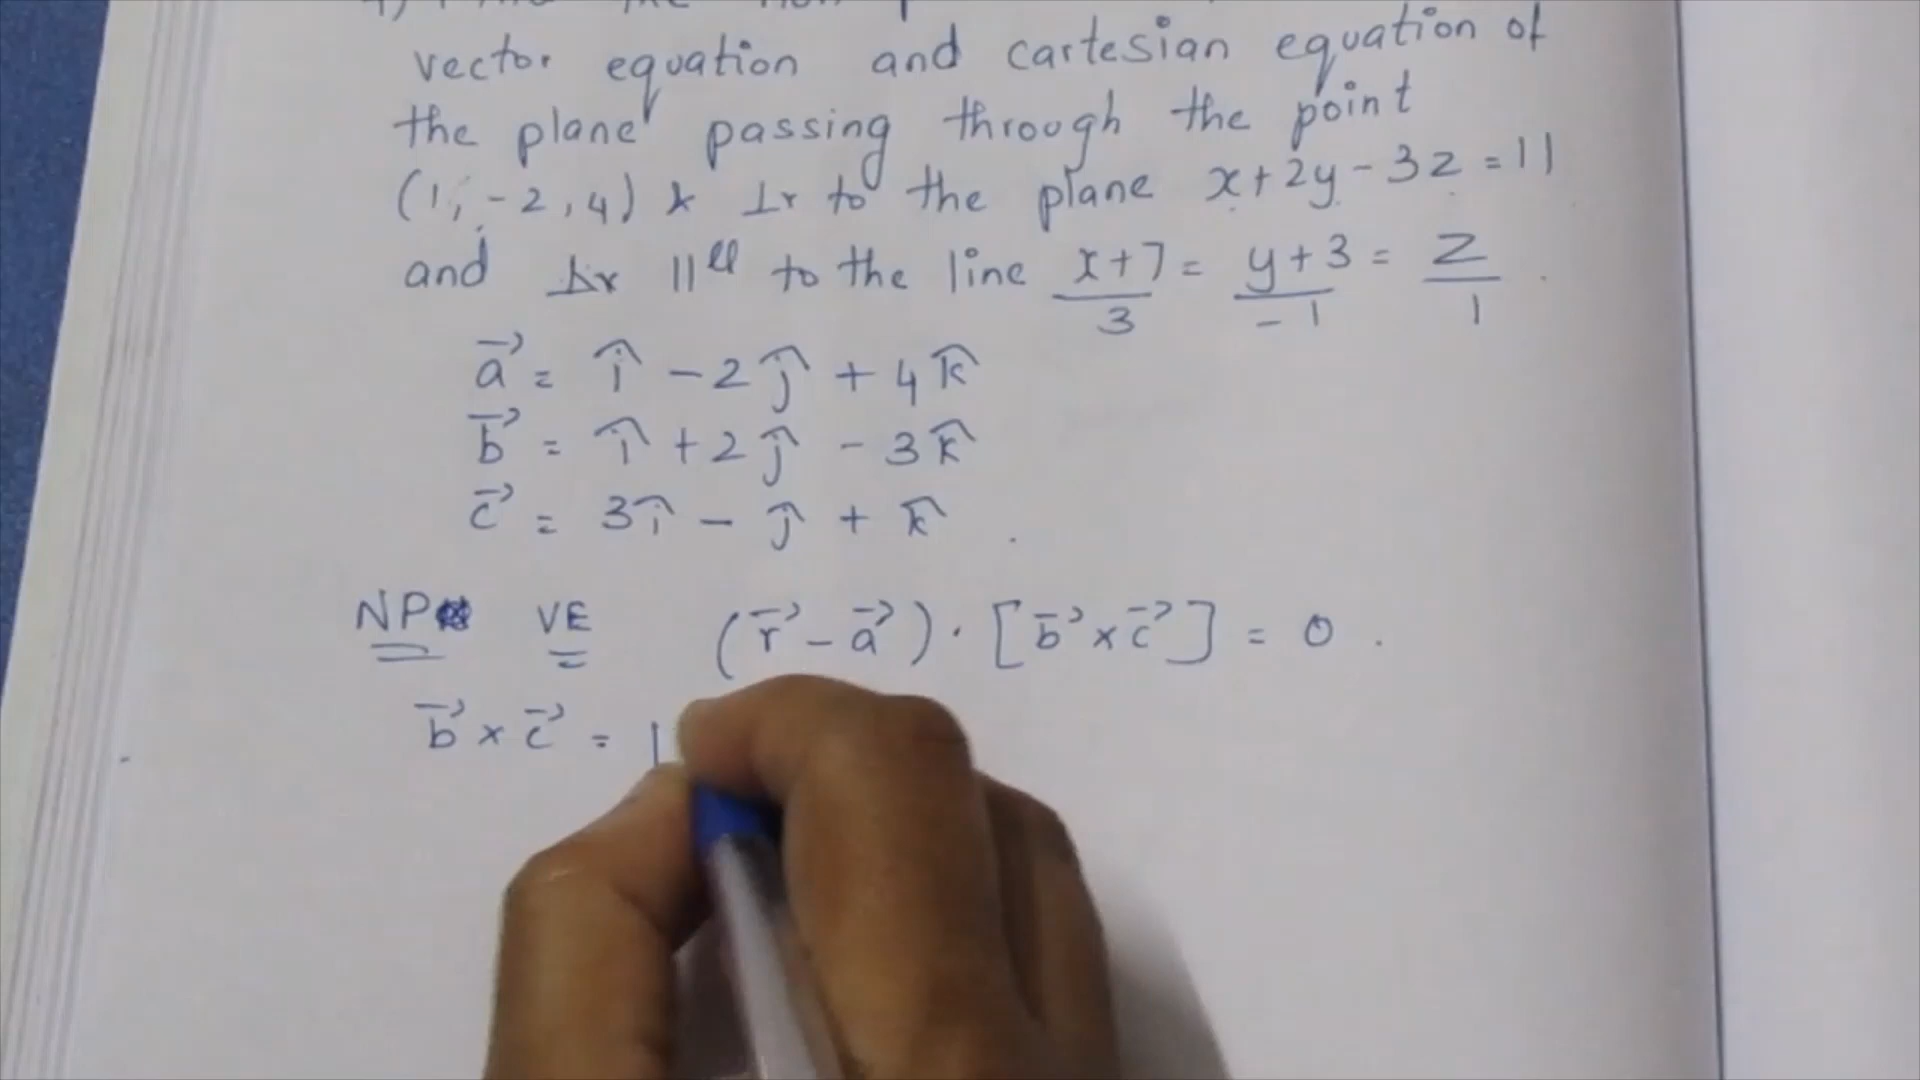 the
vector equation and cartesian equation of
the plane passing through the point
(1, -2, 4) & ⊥r to the plane x+2y-3z=11
and ||el to the line x+7/3 = y+3/-1 = z/1.
a⃗ = î - 2ĵ + 4k̂
b⃗ = î + 2ĵ - 3k̂
c⃗ = 3î - ĵ + k̂.
NP VE (r⃗ - a⃗) · [b⃗ × c⃗] = 0.
b⃗ × c⃗ = |